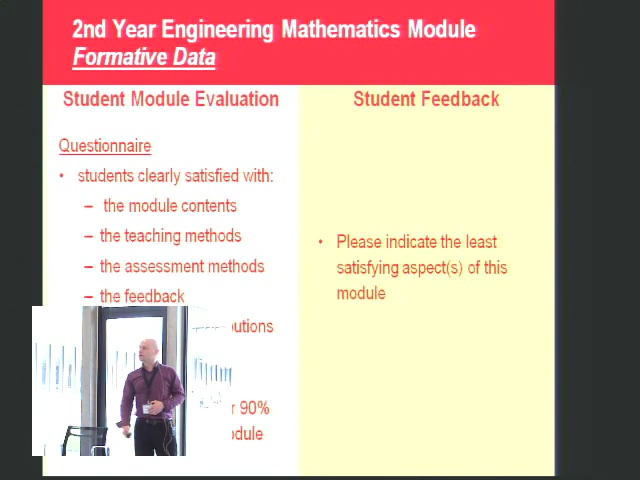 2nd Year Engineering Mathematics Module
Formative Data
Student Module Evaluation
Questionnaire
• students clearly satisfied with:
– the module contents
– the teaching methods
– the assessment methods
– the feedback
90%
Student Feedback
• Please indicate the least
satisfying aspect(s) of this
module